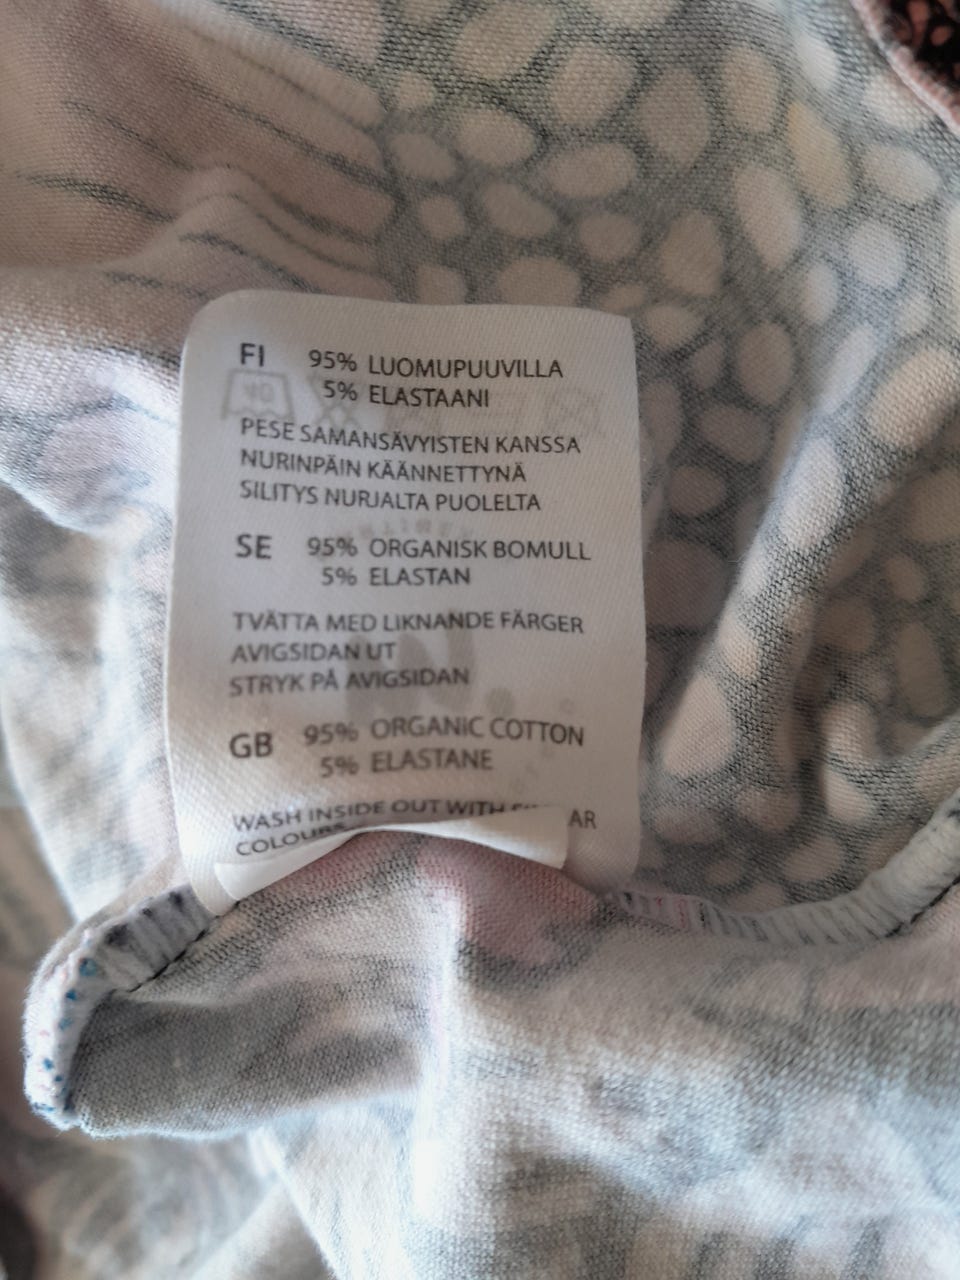 FI 95% LUOMUPUUVILLA
5% ELASTAANI
PESE SAMANSÄVYISTEN KANSSA
NURINPÄIN KÄÄNNETTYNÄ
SILITYS NURJALTA PUOLELTA
SE 95% ORGANISK BOMULL
5% ELASTAN
TVÄTTA MED LIKNANDE FÄRGER
AVIGSIDAN UT
STRYK PÅ AVIGSIDAN
GB 95% ORGANIC COTTON
5% ELASTANE
WASH INSIDE OUT WITH
COLOURS